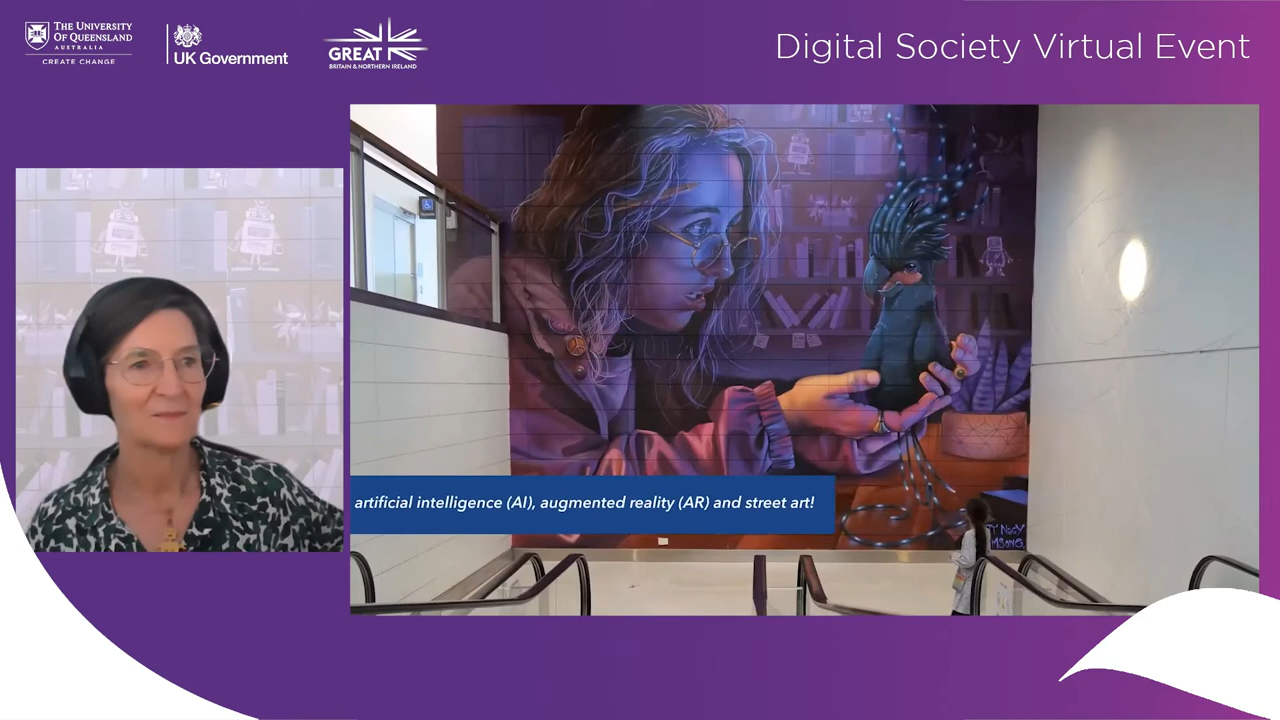 THE UNIVERSITY
OF QUEENSLAND
AUSTRALIA
CREATE CHANGE
UK Government
GREAT
BRITAIN & NORTHERN IRELAND
Digital Society Virtual Event
artificial intelligence (AI), augmented reality (AR) and street art!